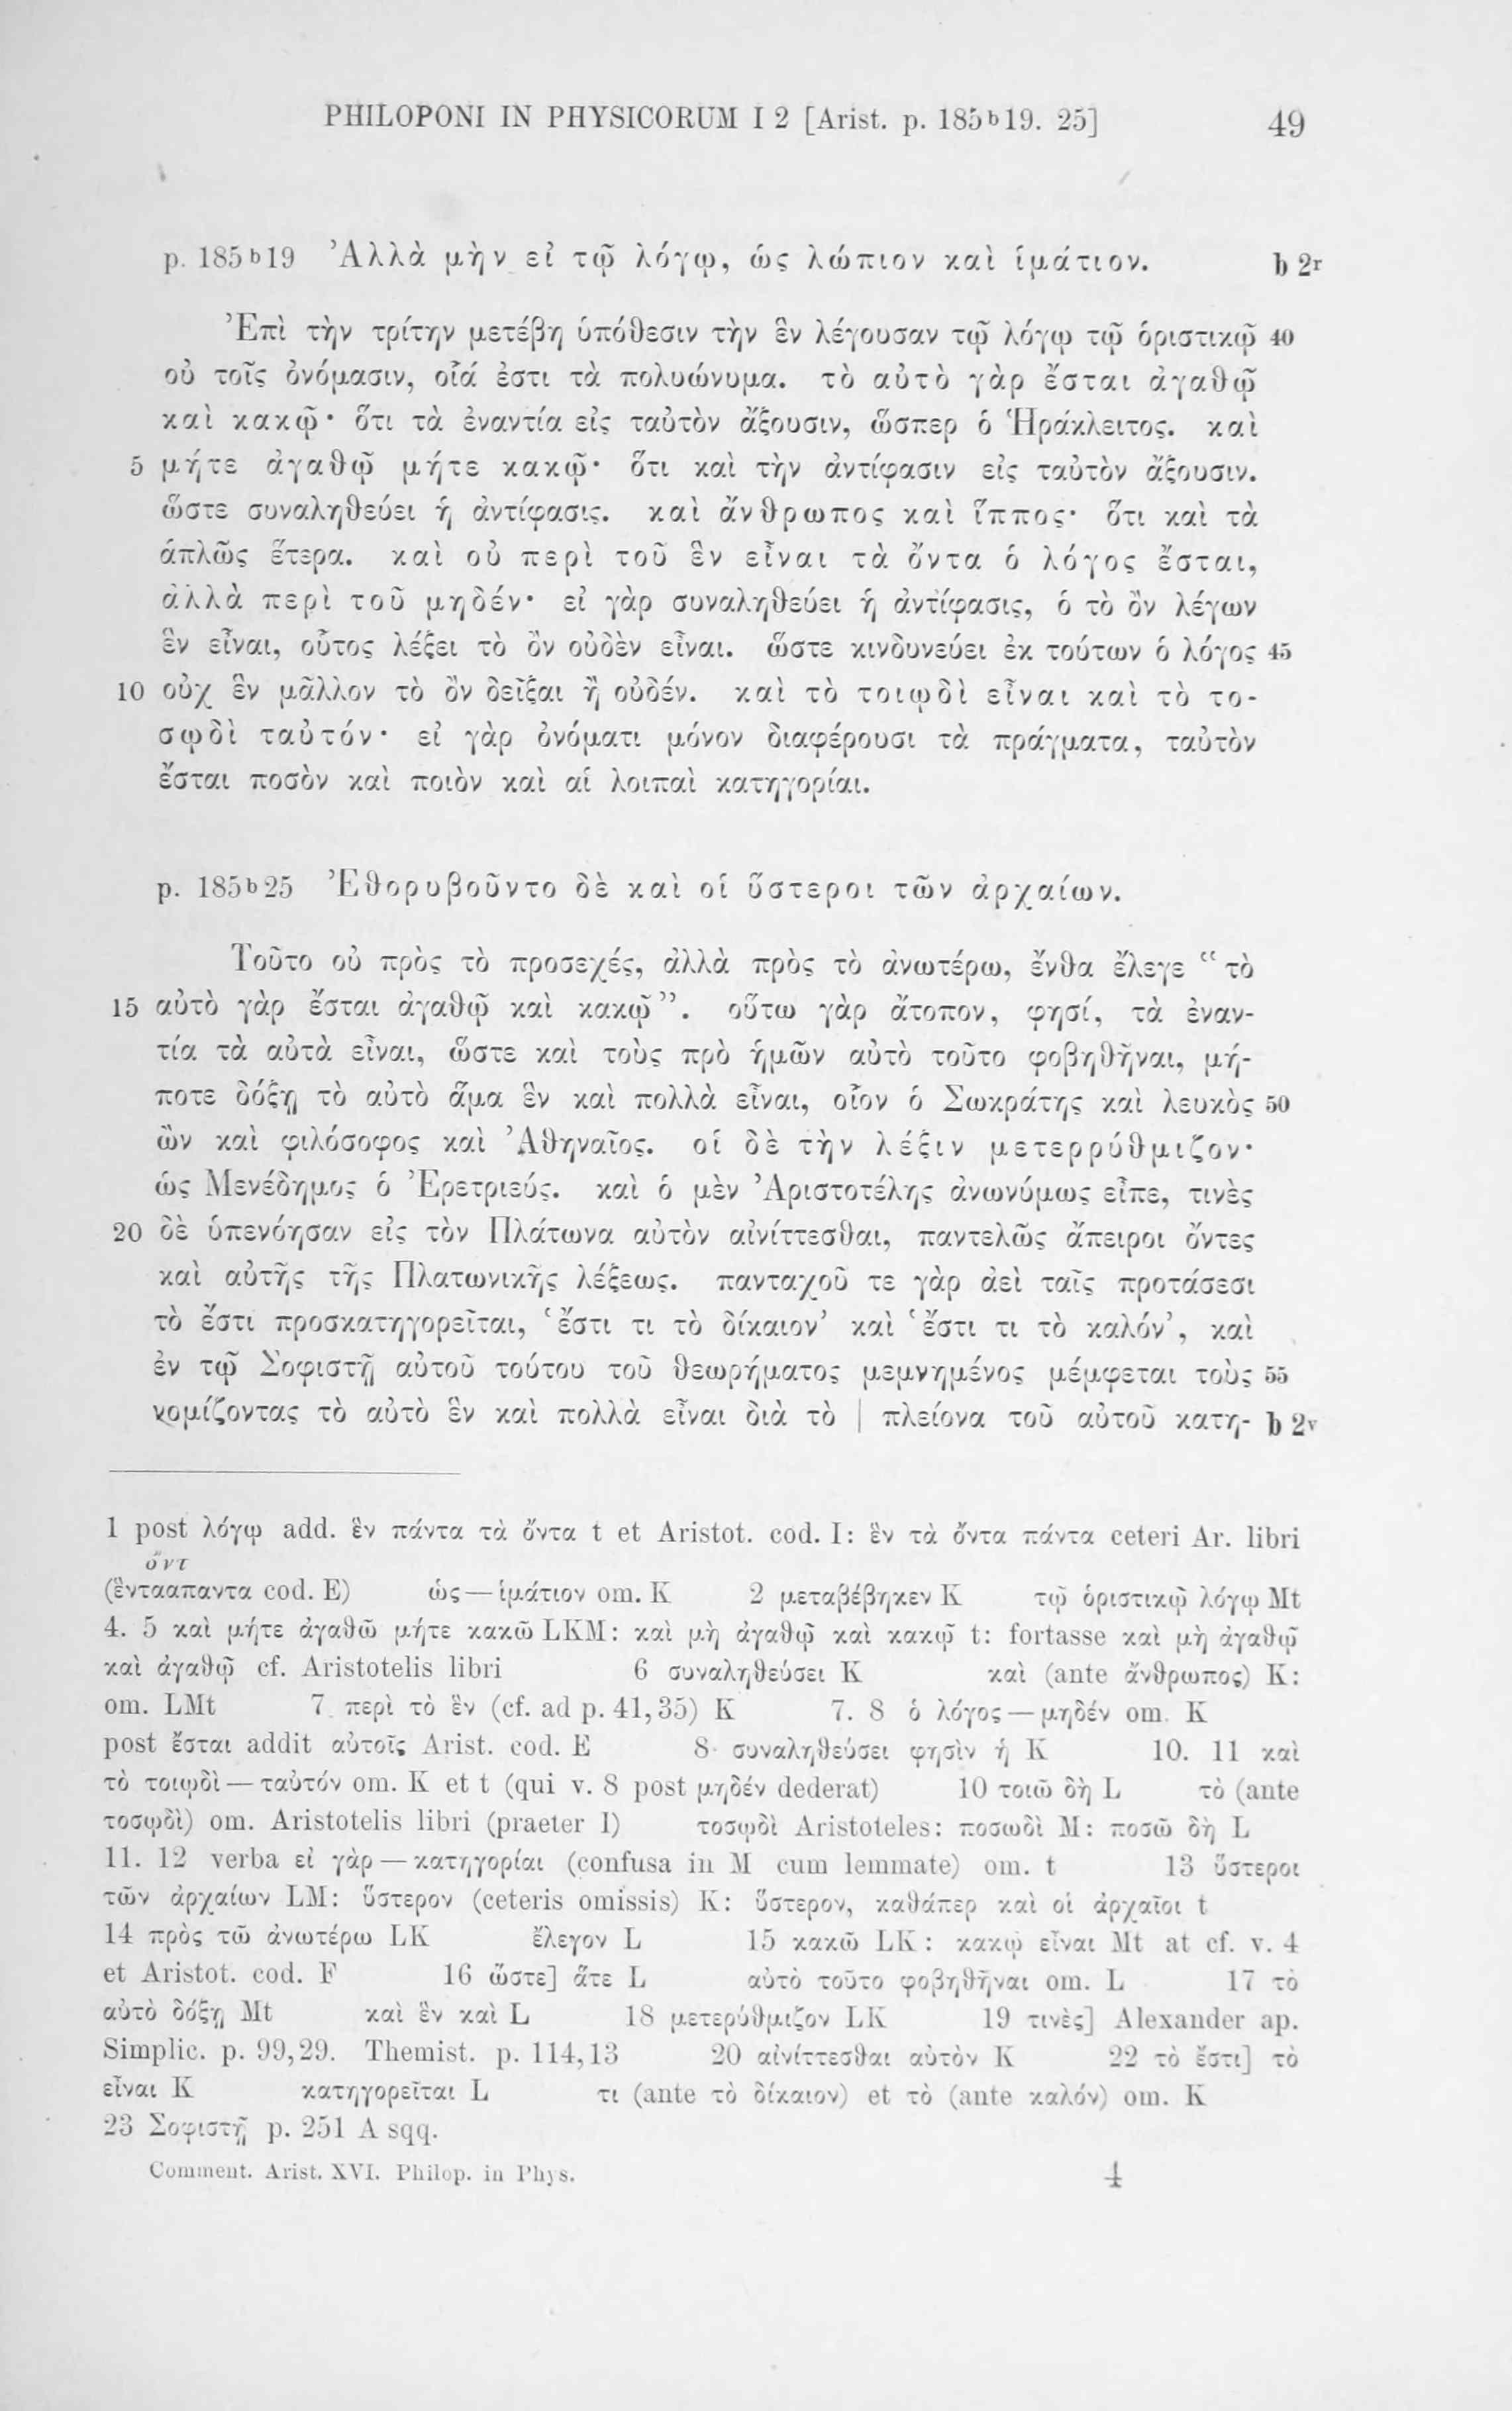 PHILOPONI IN PHYSICORUM I 2 [Arist. p. 185ᵇ19. 25] 49
p. 185ᵇ19 Ἀλλὰ μὴν εἰ τῷ λόγῳ, ὡς λώπιον καὶ ἱμάτιον. b 2ʳ
Ἐπὶ τὴν τρίτην μετέβη ὑπόθεσιν τὴν ἓν λέγουσαν τῷ λόγῳ τῷ ὁριστικῷ 40
οὐ τοῖς ὀνόμασιν, οἷά ἐστι τὰ πολυώνυμα. τὸ αὐτὸ γὰρ ἔσται ἀγαθῷ
καὶ κακῷ· ὅτι τὰ ἐναντία εἰς ταὐτὸν ἄξουσιν, ὥσπερ ὁ Ἡράκλειτος. καὶ
5 μήτε ἀγαθῷ μήτε κακῷ· ὅτι καὶ τὴν ἀντίφασιν εἰς ταὐτὸν ἄξουσιν.
ὥστε συναληθεύει ἡ ἀντίφασις. καὶ ἄνθρωπος καὶ ἵππος· ὅτι καὶ τὰ
ἁπλῶς ἕτερα. καὶ οὐ περὶ τοῦ ἓν εἶναι τὰ ὄντα ὁ λόγος ἔσται,
ἀλλὰ περὶ τοῦ μηδέν· εἰ γὰρ συναληθεύει ἡ ἀντίφασις, ὁ τὸ ὂν λέγων
ἓν εἶναι, οὗτος λέξει τὸ ὂν οὐδὲν εἶναι. ὥστε κινδυνεύει ἐκ τούτων ὁ λόγος 45
10 οὐχ ἓν μᾶλλον τὸ ὂν δεῖξαι ἢ οὐδέν. καὶ τὸ τοιῳδὶ εἶναι καὶ τὸ το-
σῳδὶ ταὐτόν· εἰ γὰρ ὀνόματι μόνον διαφέρουσι τὰ πράγματα, ταὐτὸν
ἔσται ποσὸν καὶ ποιὸν καὶ αἱ λοιπαὶ κατηγορίαι.
p. 185ᵇ25 Ἐθορυβοῦντο δὲ καὶ οἱ ὕστεροι τῶν ἀρχαίων.
Τοῦτο οὐ πρὸς τὸ προσεχές, ἀλλὰ πρὸς τὸ ἀνωτέρω, ἔνθα ἔλεγε “τὸ
15 αὐτὸ γὰρ ἔσται ἀγαθῷ καὶ κακῷ”. οὕτω γὰρ ἄτοπον, φησί, τὰ ἐναν-
τία τὰ αὐτὰ εἶναι, ὥστε καὶ τοὺς πρὸ ἡμῶν αὐτὸ τοῦτο φοβηθῆναι, μή-
ποτε δόξῃ τὸ αὐτὸ ἅμα ἓν καὶ πολλὰ εἶναι, οἷον ὁ Σωκράτης καὶ λευκὸς 50
ὢν καὶ φιλόσοφος καὶ Ἀθηναῖος. οἱ δὲ τὴν λέξιν μετερρύθμιζον·
ὡς Μενέδημος ὁ Ἐρετριεύς. καὶ ὁ μὲν Ἀριστοτέλης ἀνωνύμως εἶπε, τινὲς
20 δὲ ὑπενόησαν εἰς τὸν Πλάτωνα αὐτὸν αἰνίττεσθαι, παντελῶς ἄπειροι ὄντες
καὶ αὐτῆς τῆς Πλατωνικῆς λέξεως. πανταχοῦ τε γὰρ ἀεὶ ταῖς προτάσεσι
τὸ ἔστι προσκατηγορεῖται, ‘ἔστι τι τὸ δίκαιον’ καὶ ‘ἔστι τι τὸ καλόν’, καὶ
ἐν τῷ Σοφιστῇ αὐτοῦ τούτου τοῦ θεωρήματος μεμνημένος μέμφεται τοὺς 55
νομίζοντας τὸ αὐτὸ ἓν καὶ πολλὰ εἶναι διὰ τὸ | πλείονα τοῦ αὐτοῦ κατη- b 2ᵛ
1 post λόγῳ add. ἓν πάντα τὰ ὄντα t et Aristot. cod. I: ἓν τὰ ὄντα πάντα ceteri Ar. libri
ὄντ
(ἓντααπαντα cod. E) ὡς—ἱμάτιον om. K 2 μεταβέβηκεν K τῷ ὁριστικῷ λόγῳ Mt
4. 5 καὶ μήτε ἀγαθῶ μήτε κακῶ LKM: καὶ μὴ ἀγαθῷ καὶ κακῷ t: fortasse καὶ μὴ ἀγαθῷ
καὶ ἀγαθῷ cf. Aristotelis libri 6 συναληθεύσει K καὶ (ante ἄνθρωπος) K:
om. LMt 7 περὶ τὸ ἓν (cf. ad p. 41,35) K 7. 8 ὁ λόγος—μηδέν om. K
post ἔσται addit αὐτοῖς Arist. cod. E 8 συναληθεύσει φησὶν ἡ K 10. 11 καὶ
τὸ τοιῳδὶ—ταὐτόν om. K et t (qui v. 8 post μηδέν dederat) 10 τοιῶ δὴ L τὸ (ante
τοσῳδὶ) om. Aristotelis libri (praeter I) τοσῳδὶ Aristoteles: ποσωδὶ M: ποσῶ δὴ L
11. 12 verba εἰ γὰρ—κατηγορίαι (confusa in M cum lemmate) om. t 13 ὕστεροι
τῶν ἀρχαίων LM: ὕστερον (ceteris omissis) K: ὕστερον, καθάπερ καὶ οἱ ἀρχαῖοι t
14 πρὸς τῶ ἀνωτέρω LK ἔλεγον L 15 κακῶ LK: κακῷ εἶναι Mt at cf. v. 4
et Aristot. cod. F 16 ὥστε] ἅτε L αὐτὸ τοῦτο φοβηθῆναι om. L 17 τὸ
αὐτὸ δόξῃ Mt καὶ ἓν καὶ L 18 μετερύθμιζον LK 19 τινὲς] Alexander ap.
Simplic. p. 99,29. Themist. p. 114,13 20 αἰνίττεσθαι αὐτὸν K 22 τὸ ἔστι] τὸ
εἶναι K κατηγορεῖται L τι (ante τὸ δίκαιον) et τὸ (ante καλόν) om. K
23 Σοφιστῇ p. 251 A sqq.
Comment. Arist. XVI. Philop. in Phys. 4